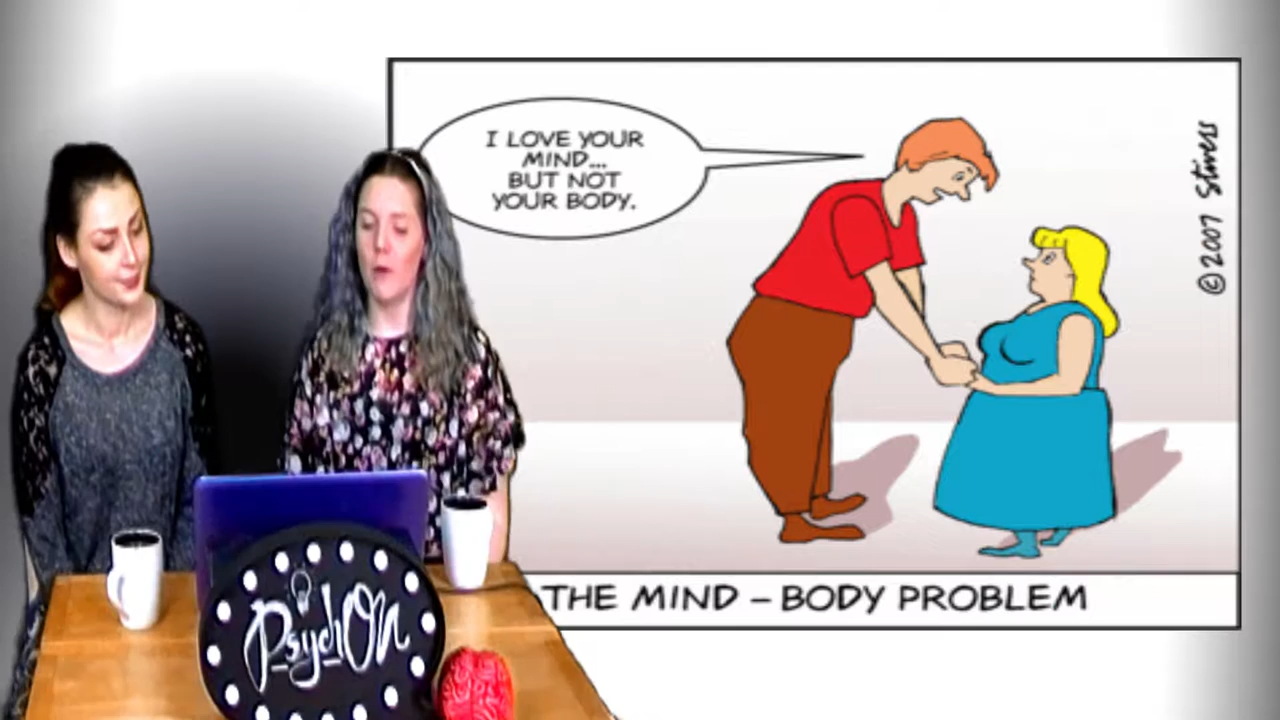 I LOVE YOUR
MIND...
BUT NOT
YOUR BODY.
© 2007 Stivers
THE MIND – BODY PROBLEM
PsychOn